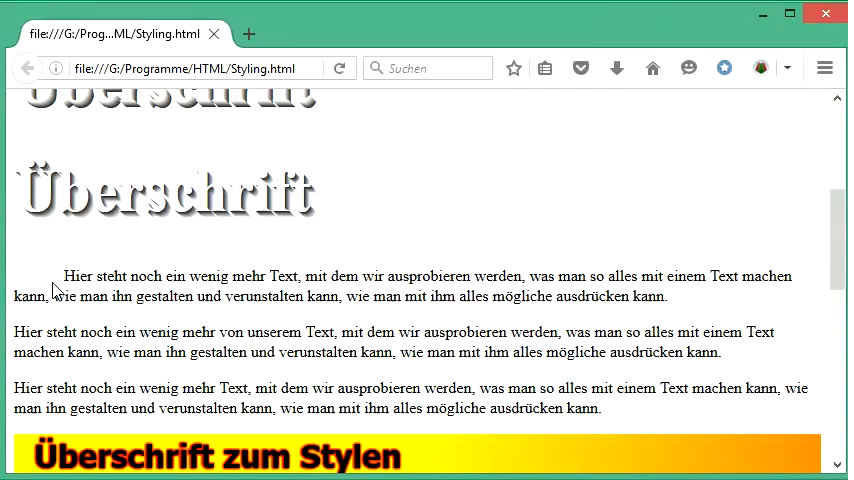 file:///G:/Prog...ML/Styling.html
file:///G:/Programme/HTML/Styling.html
Suchen
Überschrift
Überschrift
Hier steht noch ein wenig mehr Text, mit dem wir ausprobieren werden, was man so alles mit einem Text machen
kann, wie man ihn gestalten und verunstalten kann, wie man mit ihm alles mögliche ausdrücken kann.
Hier steht noch ein wenig mehr von unserem Text, mit dem wir ausprobieren werden, was man so alles mit einem Text
machen kann, wie man ihn gestalten und verunstalten kann, wie man mit ihm alles mögliche ausdrücken kann.
Hier steht noch ein wenig mehr Text, mit dem wir ausprobieren werden, was man so alles mit einem Text machen kann, wie
man ihn gestalten und verunstalten kann, wie man mit ihm alles mögliche ausdrücken kann.
Überschrift zum Stylen